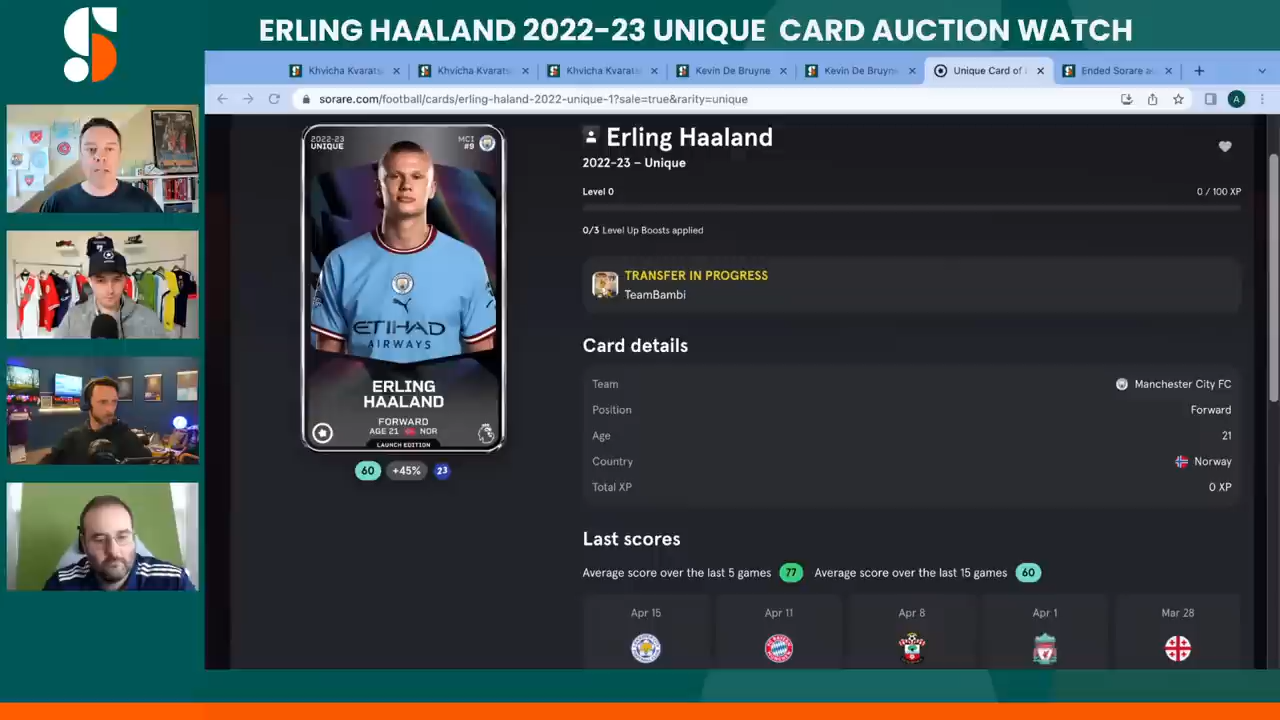 ERLING HAALAND 2022-23 UNIQUE CARD AUCTION WATCH
Khvicha Kvarats
Khvicha Kvarats
Khvicha Kvarats
Kevin De Bruyne
Kevin De Bruyne
Unique Card of
Ended Sorare a
sorare.com/football/cards/erling-haland-2022-unique-1?sale=true&rarity=unique
A
2022-23
UNIQUE
MCI
#9
ETIHAD
AIRWAYS
ERLING
HAALAND
FORWARD
AGE 21 NOR
LAUNCH EDITION
60 +45% 23
Erling Haaland
2022-23 – Unique
Level 0 0 / 100 XP
0/3 Level Up Boosts applied
TRANSFER IN PROGRESS
TeamBambi
Card details
Team Manchester City FC
Position Forward
Age 21
Country Norway
Total XP 0 XP
Last scores
Average score over the last 5 games 77 Average score over the last 15 games 60
Apr 15 Apr 11 Apr 8 Apr 1 Mar 28